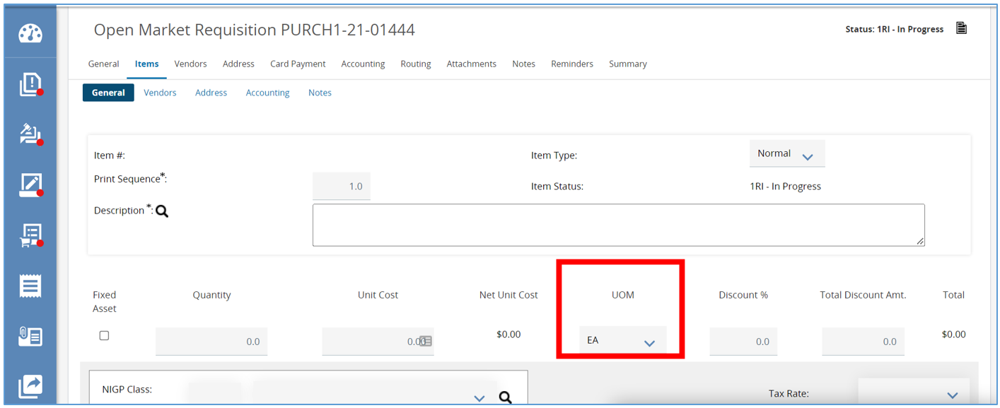 Open Market Requisition PURCH1-21-01444
Status: 1RI - In Progress
General Items Vendors Address Card Payment Accounting Routing Attachments Notes Reminders Summary
General Vendors Address Accounting Notes
Item #: Item Type: Normal
Print Sequence*: 1.0 Item Status: 1RI - In Progress
Description *:
Fixed Asset Quantity Unit Cost Net Unit Cost UOM Discount % Total Discount Amt. Total
0.0 0.00 $0.00 EA 0.0 0.0 $0.00
NIGP Class: Tax Rate: